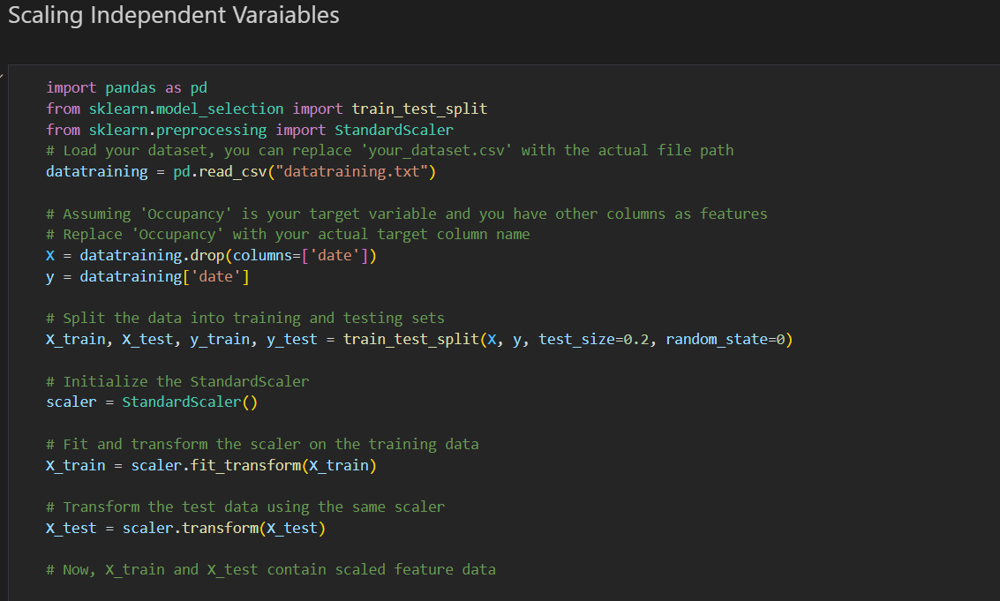 Scaling Independent Varaiables
import pandas as pd
from sklearn.model_selection import train_test_split
from sklearn.preprocessing import StandardScaler
# Load your dataset, you can replace 'your_dataset.csv' with the actual file path
datatraining = pd.read_csv("datatraining.txt")
# Assuming 'Occupancy' is your target variable and you have other columns as features
# Replace 'Occupancy' with your actual target column name
X = datatraining.drop(columns=['date'])
y = datatraining['date']
# Split the data into training and testing sets
X_train, X_test, y_train, y_test = train_test_split(X, y, test_size=0.2, random_state=0)
# Initialize the StandardScaler
scaler = StandardScaler()
# Fit and transform the scaler on the training data
X_train = scaler.fit_transform(X_train)
# Transform the test data using the same scaler
X_test = scaler.transform(X_test)
# Now, X_train and X_test contain scaled feature data